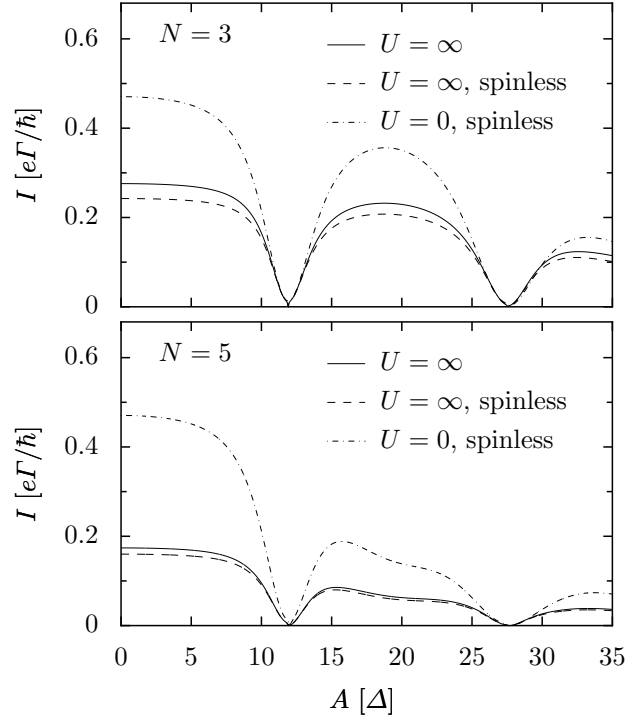 N = 3
U = ∞
U = ∞, spinless
U = 0, spinless
I [eΓ/ℏ]
0.6
0.4
0.2
0
N = 5
U = ∞
U = ∞, spinless
U = 0, spinless
I [eΓ/ℏ]
0.6
0.4
0.2
0
0 5 10 15 20 25 30 35
A [Δ]